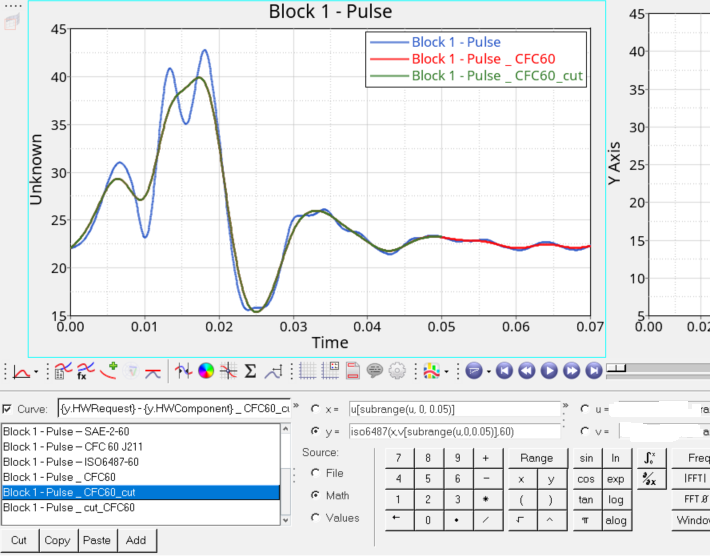 Block 1 - Pulse
Block 1 - Pulse
Block 1 - Pulse _ CFC60
Block 1 - Pulse _ CFC60_cut
45
40
35
30
25
20
15
Unknown
0.00 0.01 0.02 0.03 0.04 0.05 0.06 0.07
Time
45
40
35
30
25
20
15
10
5
Y Axis
0.00 0.02
fx
Σ
Curve: {y.HWRequest} - {y.HWComponent} _ CFC60_cu
» x = u[subrange(u, 0, 0.05)]
y = iso6487(x,v[subrange(u,0,0.05)],60)
» u =
v =
Block 1 - Pulse – SAE-2-60
Block 1 - Pulse – CFC 60 J211
Block 1 - Pulse – ISO6487-60
Block 1 - Pulse _ CFC60
Block 1 - Pulse _ CFC60_cut
Block 1 - Pulse _ cut_CFC60
Cut Copy Paste Add
Source:
File
Math
Values
7 8 9 + Range sin ln Freq
4 5 6 - x y cos exp ∂/∂x IFFT I
1 2 3 * ( ) tan log FFT
← 0 • / ^ π alog Window